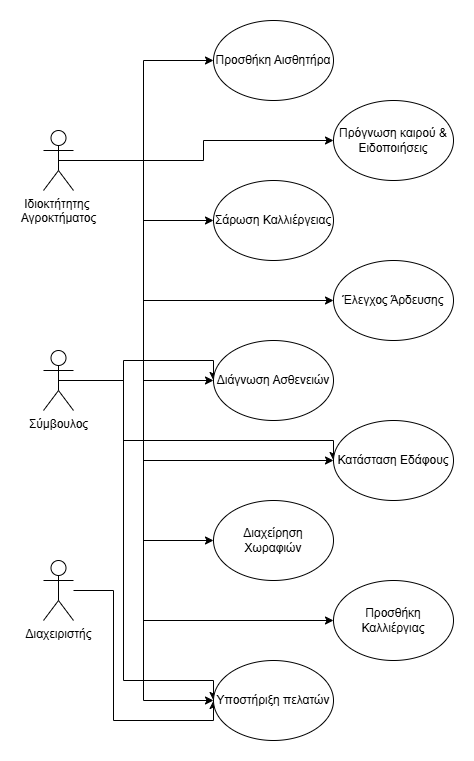 Προσθήκη Αισθητήρα
Πρόγνωση καιρού &
Ειδοποιήσεις
Ιδιοκτήτητης
Αγροκτήματος
Σάρωση Καλλιέργειας
Έλεγχος Άρδευσης
Σύμβουλος
Διάγνωση Ασθενειών
Κατάσταση Εδάφους
Διαχείρηση
Χωραφιών
Διαχειριστής
Προσθήκη
Καλλιέργιας
Υποστήριξη πελατών